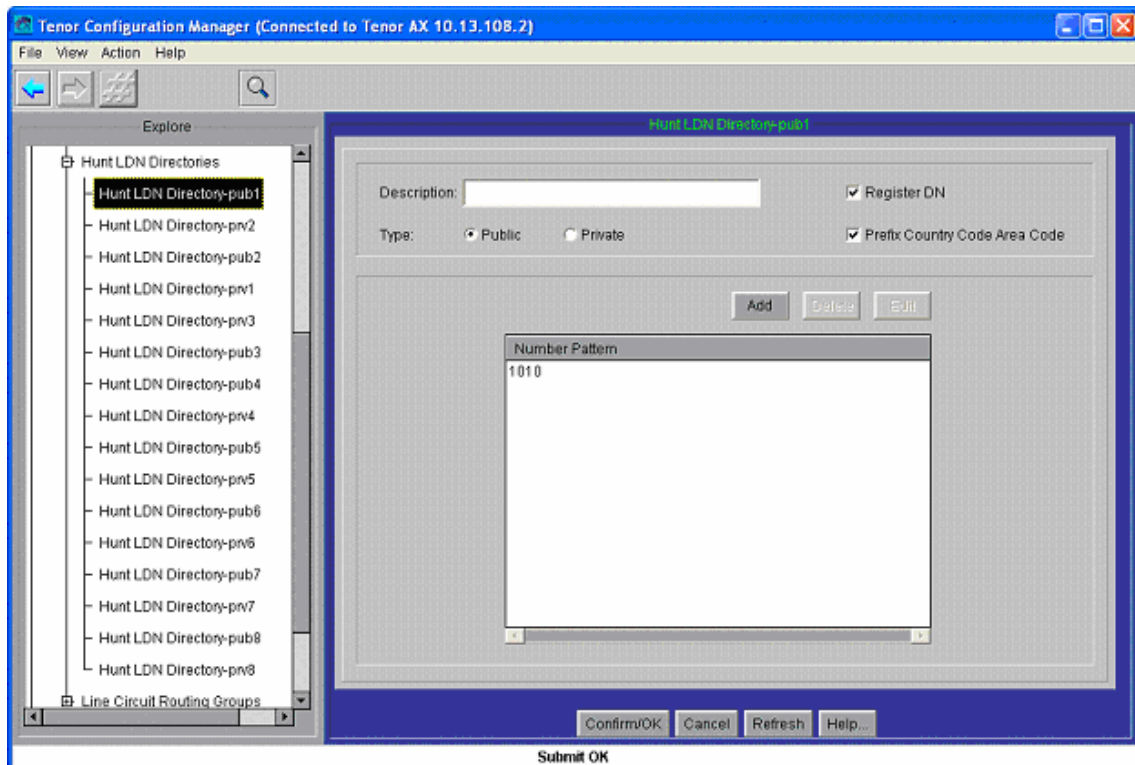 Tenor Configuration Manager (Connected to Tenor AX 10.13.108.2)
File View Action Help
Explore
Hunt LDN Directories
Hunt LDN Directory-pub1
Hunt LDN Directory-prv2
Hunt LDN Directory-pub2
Hunt LDN Directory-prv1
Hunt LDN Directory-prv3
Hunt LDN Directory-pub3
Hunt LDN Directory-pub4
Hunt LDN Directory-prv4
Hunt LDN Directory-pub5
Hunt LDN Directory-prv5
Hunt LDN Directory-pub6
Hunt LDN Directory-prv6
Hunt LDN Directory-pub7
Hunt LDN Directory-prv7
Hunt LDN Directory-pub8
Hunt LDN Directory-prv8
Line Circuit Routing Groups
Hunt LDN Directory-pub1
Description:
Register DN
Type: Public Private
Prefix Country Code Area Code
Add Delete Edit
Number Pattern
1010
Confirm/OK Cancel Refresh Help...
Submit OK